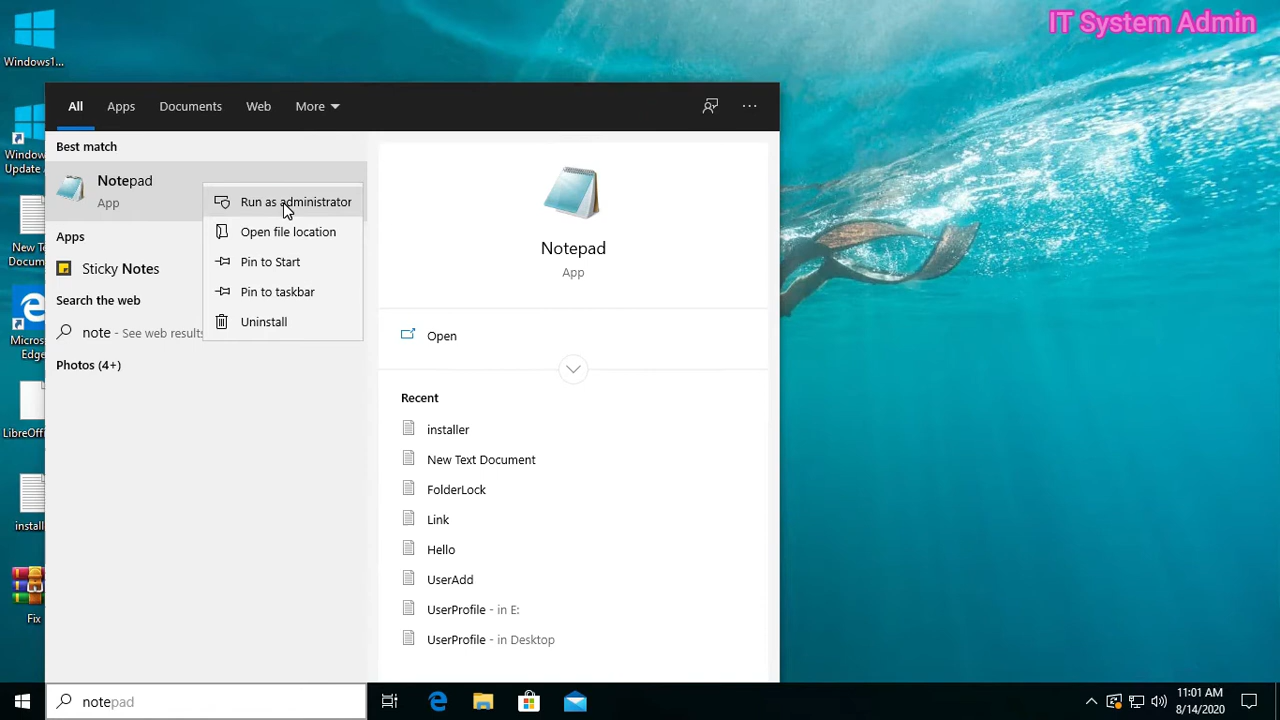 IT System Admin
Windows1...
Window
Update A
New Te
Docum
Micros
Edge
LibreOffi
install
Fix
All
Apps
Documents
Web
More
Best match
Notepad
App
Apps
Sticky Notes
Search the web
note - See web results
Photos (4+)
Run as administrator
Open file location
Pin to Start
Pin to taskbar
Uninstall
Notepad
App
Open
Recent
installer
New Text Document
FolderLock
Link
Hello
UserAdd
UserProfile - in E:
UserProfile - in Desktop
notepad
11:01 AM
8/14/2020